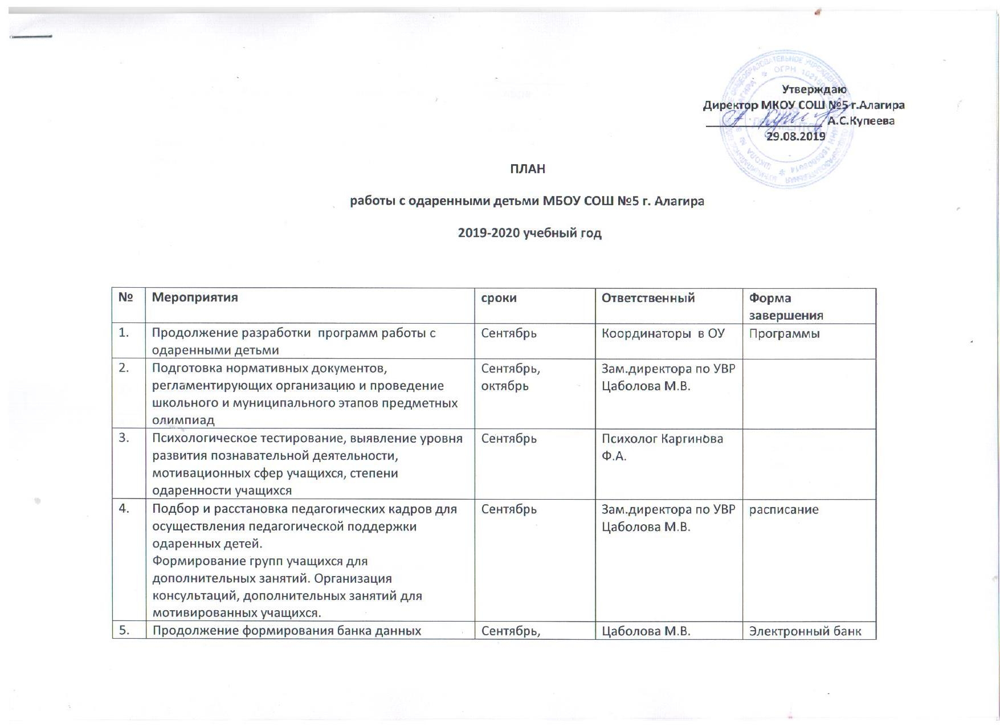 Утверждаю
Директор МКОУ СОШ №5 г.Алагира
А.С.Купеева
29.08.2019
ПЛАН
работы с одаренными детьми МБОУ СОШ №5 г. Алагира
2019-2020 учебный год
№ Мероприятия сроки Ответственный Форма
завершения
1. Продолжение разработки программ работы с Сентябрь Координаторы в ОУ Программы
одаренными детьми
2. Подготовка нормативных документов, Сентябрь, Зам.директора по УВР
регламентирующих организацию и проведение октябрь Цаболова М.В.
школьного и муниципального этапов предметных
олимпиад
3. Психологическое тестирование, выявление уровня Сентябрь Психолог Каргинова
развития познавательной деятельности, Ф.А.
мотивационных сфер учащихся, степени
одаренности учащихся
4. Подбор и расстановка педагогических кадров для Сентябрь Зам.директора по УВР расписание
осуществления педагогической поддержки Цаболова М.В.
одаренных детей.
Формирование групп учащихся для
дополнительных занятий. Организация
консультаций, дополнительных занятий для
мотивированных учащихся.
5. Продолжение формирования банка данных Сентябрь, Цаболова М.В. Электронный банк